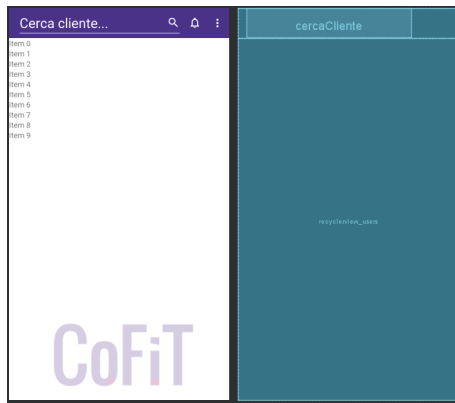 Cerca cliente...
Item 0
Item 1
Item 2
Item 3
Item 4
Item 5
Item 6
Item 7
Item 8
Item 9
CoFiT
cercaCliente
recyclerview_users